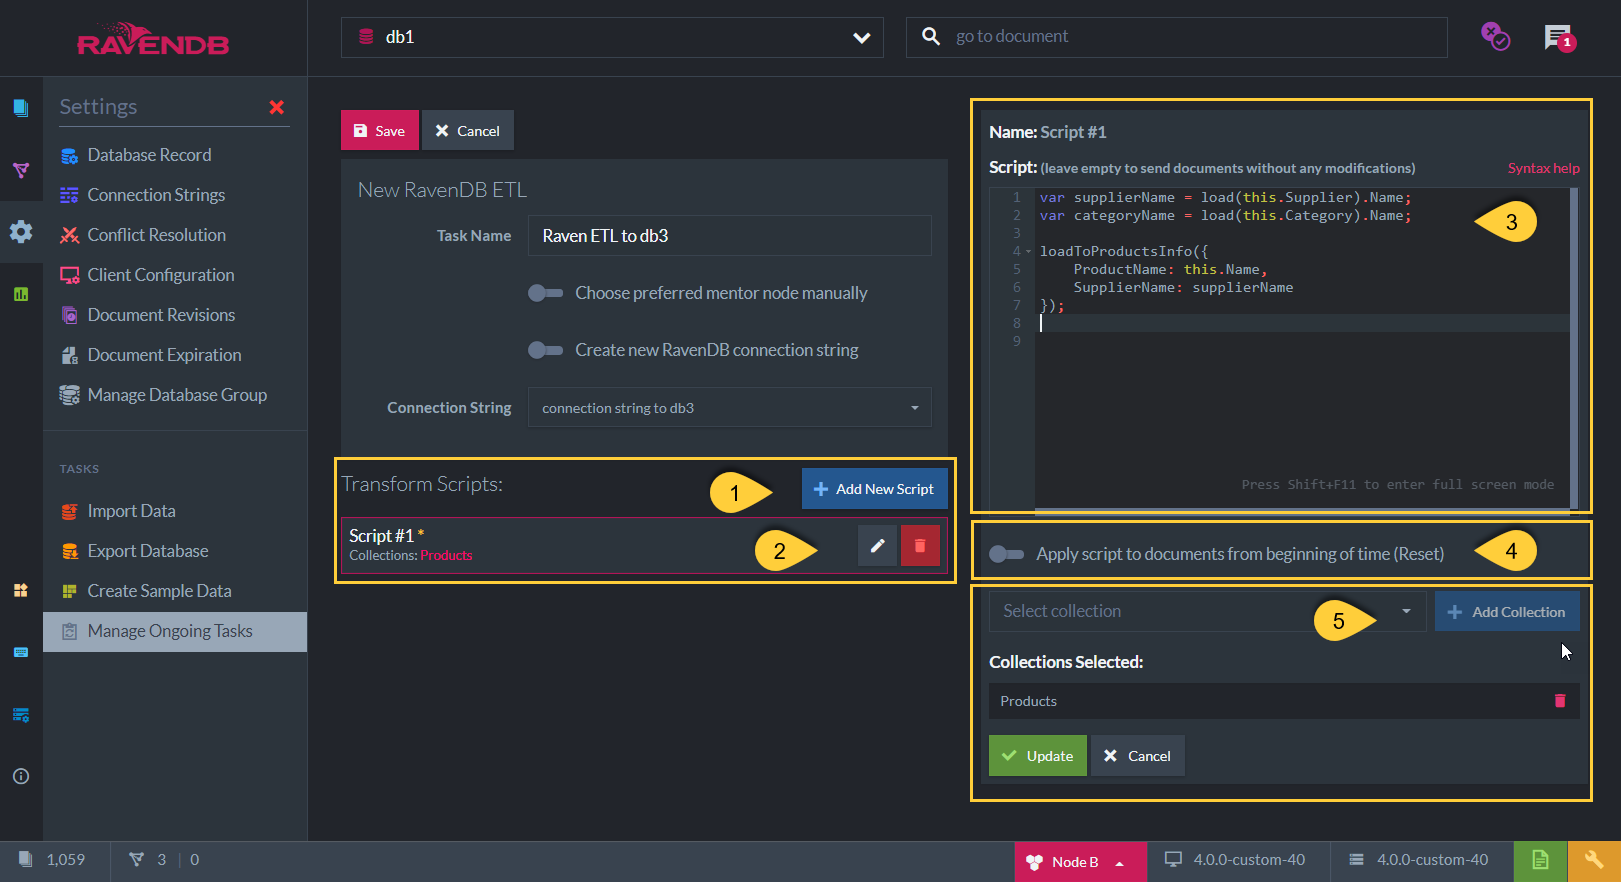 RAVENDB
db1
go to document
1
Settings
Database Record
Connection Strings
Conflict Resolution
Client Configuration
Document Revisions
Document Expiration
Manage Database Group
TASKS
Import Data
Export Database
Create Sample Data
Manage Ongoing Tasks
Save
Cancel
New RavenDB ETL
Task Name
Raven ETL to db3
Choose preferred mentor node manually
Create new RavenDB connection string
Connection String
connection string to db3
Transform Scripts:
1
Add New Script
Script #1 *
Collections: Products
2
Name: Script #1
Script: (leave empty to send documents without any modifications)
Syntax help
1 var supplierName = load(this.Supplier).Name;
2 var categoryName = load(this.Category).Name;
3
4 loadToProductsInfo({
5 ProductName: this.Name,
6 SupplierName: supplierName
7 });
8
9
3
Press Shift+F11 to enter full screen mode
Apply script to documents from beginning of time (Reset)
4
Select collection
5
Add Collection
Collections Selected:
Products
Update
Cancel
1,059
3 | 0
Node B
4.0.0-custom-40
4.0.0-custom-40